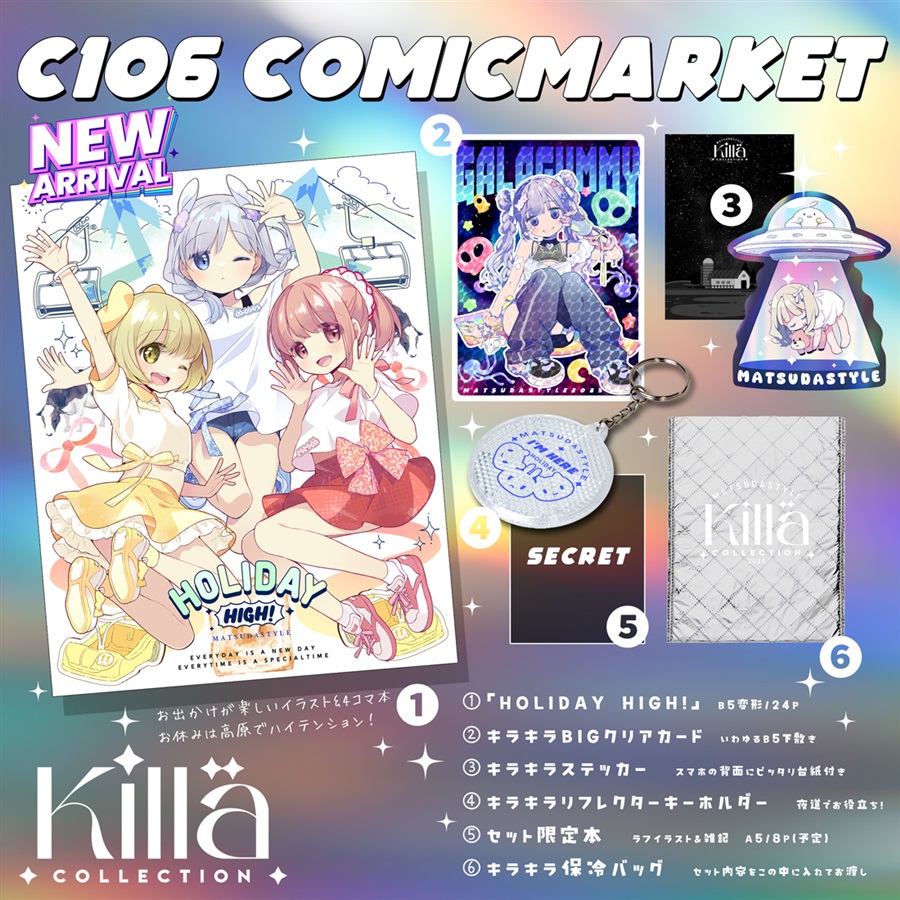 C106 COMICMARKET
NEW
ARRIVAL
HOLIDAY
HIGH!
MATSUDASTYLE
EVERYDAY IS A NEW DAY
EVERYTIME IS A SPECIALTIME
お出かけが楽しいイラスト&4コマ本
お休みは高原でハイテンション!
①
②
GALAGUMMY
MATSUDASTYLE2025
Killä
COLLECTION
③
MATSUDASTYLE
④
MATSUDASTYLE
I'M HERE
HOLIDAY
SECRET
⑤
MATSUDASTYLE
Killä
COLLECTION
2025
⑥
①「HOLIDAY HIGH!」 B5変形/24P
②キラキラBIGクリアカード いわゆるB5下敷き
③キラキラステッカー スマホの背面にピッタリ台紙付き
④キラキラリフレクターキーホルダー 夜道でお役立ち!
⑤セット限定本 ラフイラスト&雑記 A5/8P(予定)
⑥キラキラ保冷バッグ セット内容をこの中に入れてお渡し
Killä
COLLECTION